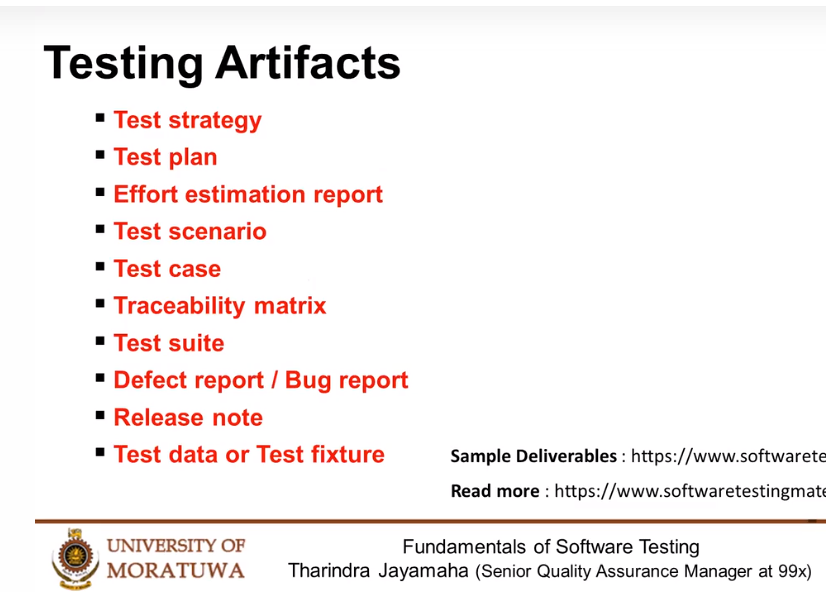 Testing Artifacts
▪ Test strategy
▪ Test plan
▪ Effort estimation report
▪ Test scenario
▪ Test case
▪ Traceability matrix
▪ Test suite
▪ Defect report / Bug report
▪ Release note
▪ Test data or Test fixture
Sample Deliverables : https://www.softwarete
Read more : https://www.softwaretestingmate
UNIVERSITY OF
MORATUWA
Fundamentals of Software Testing
Tharindra Jayamaha (Senior Quality Assurance Manager at 99x)